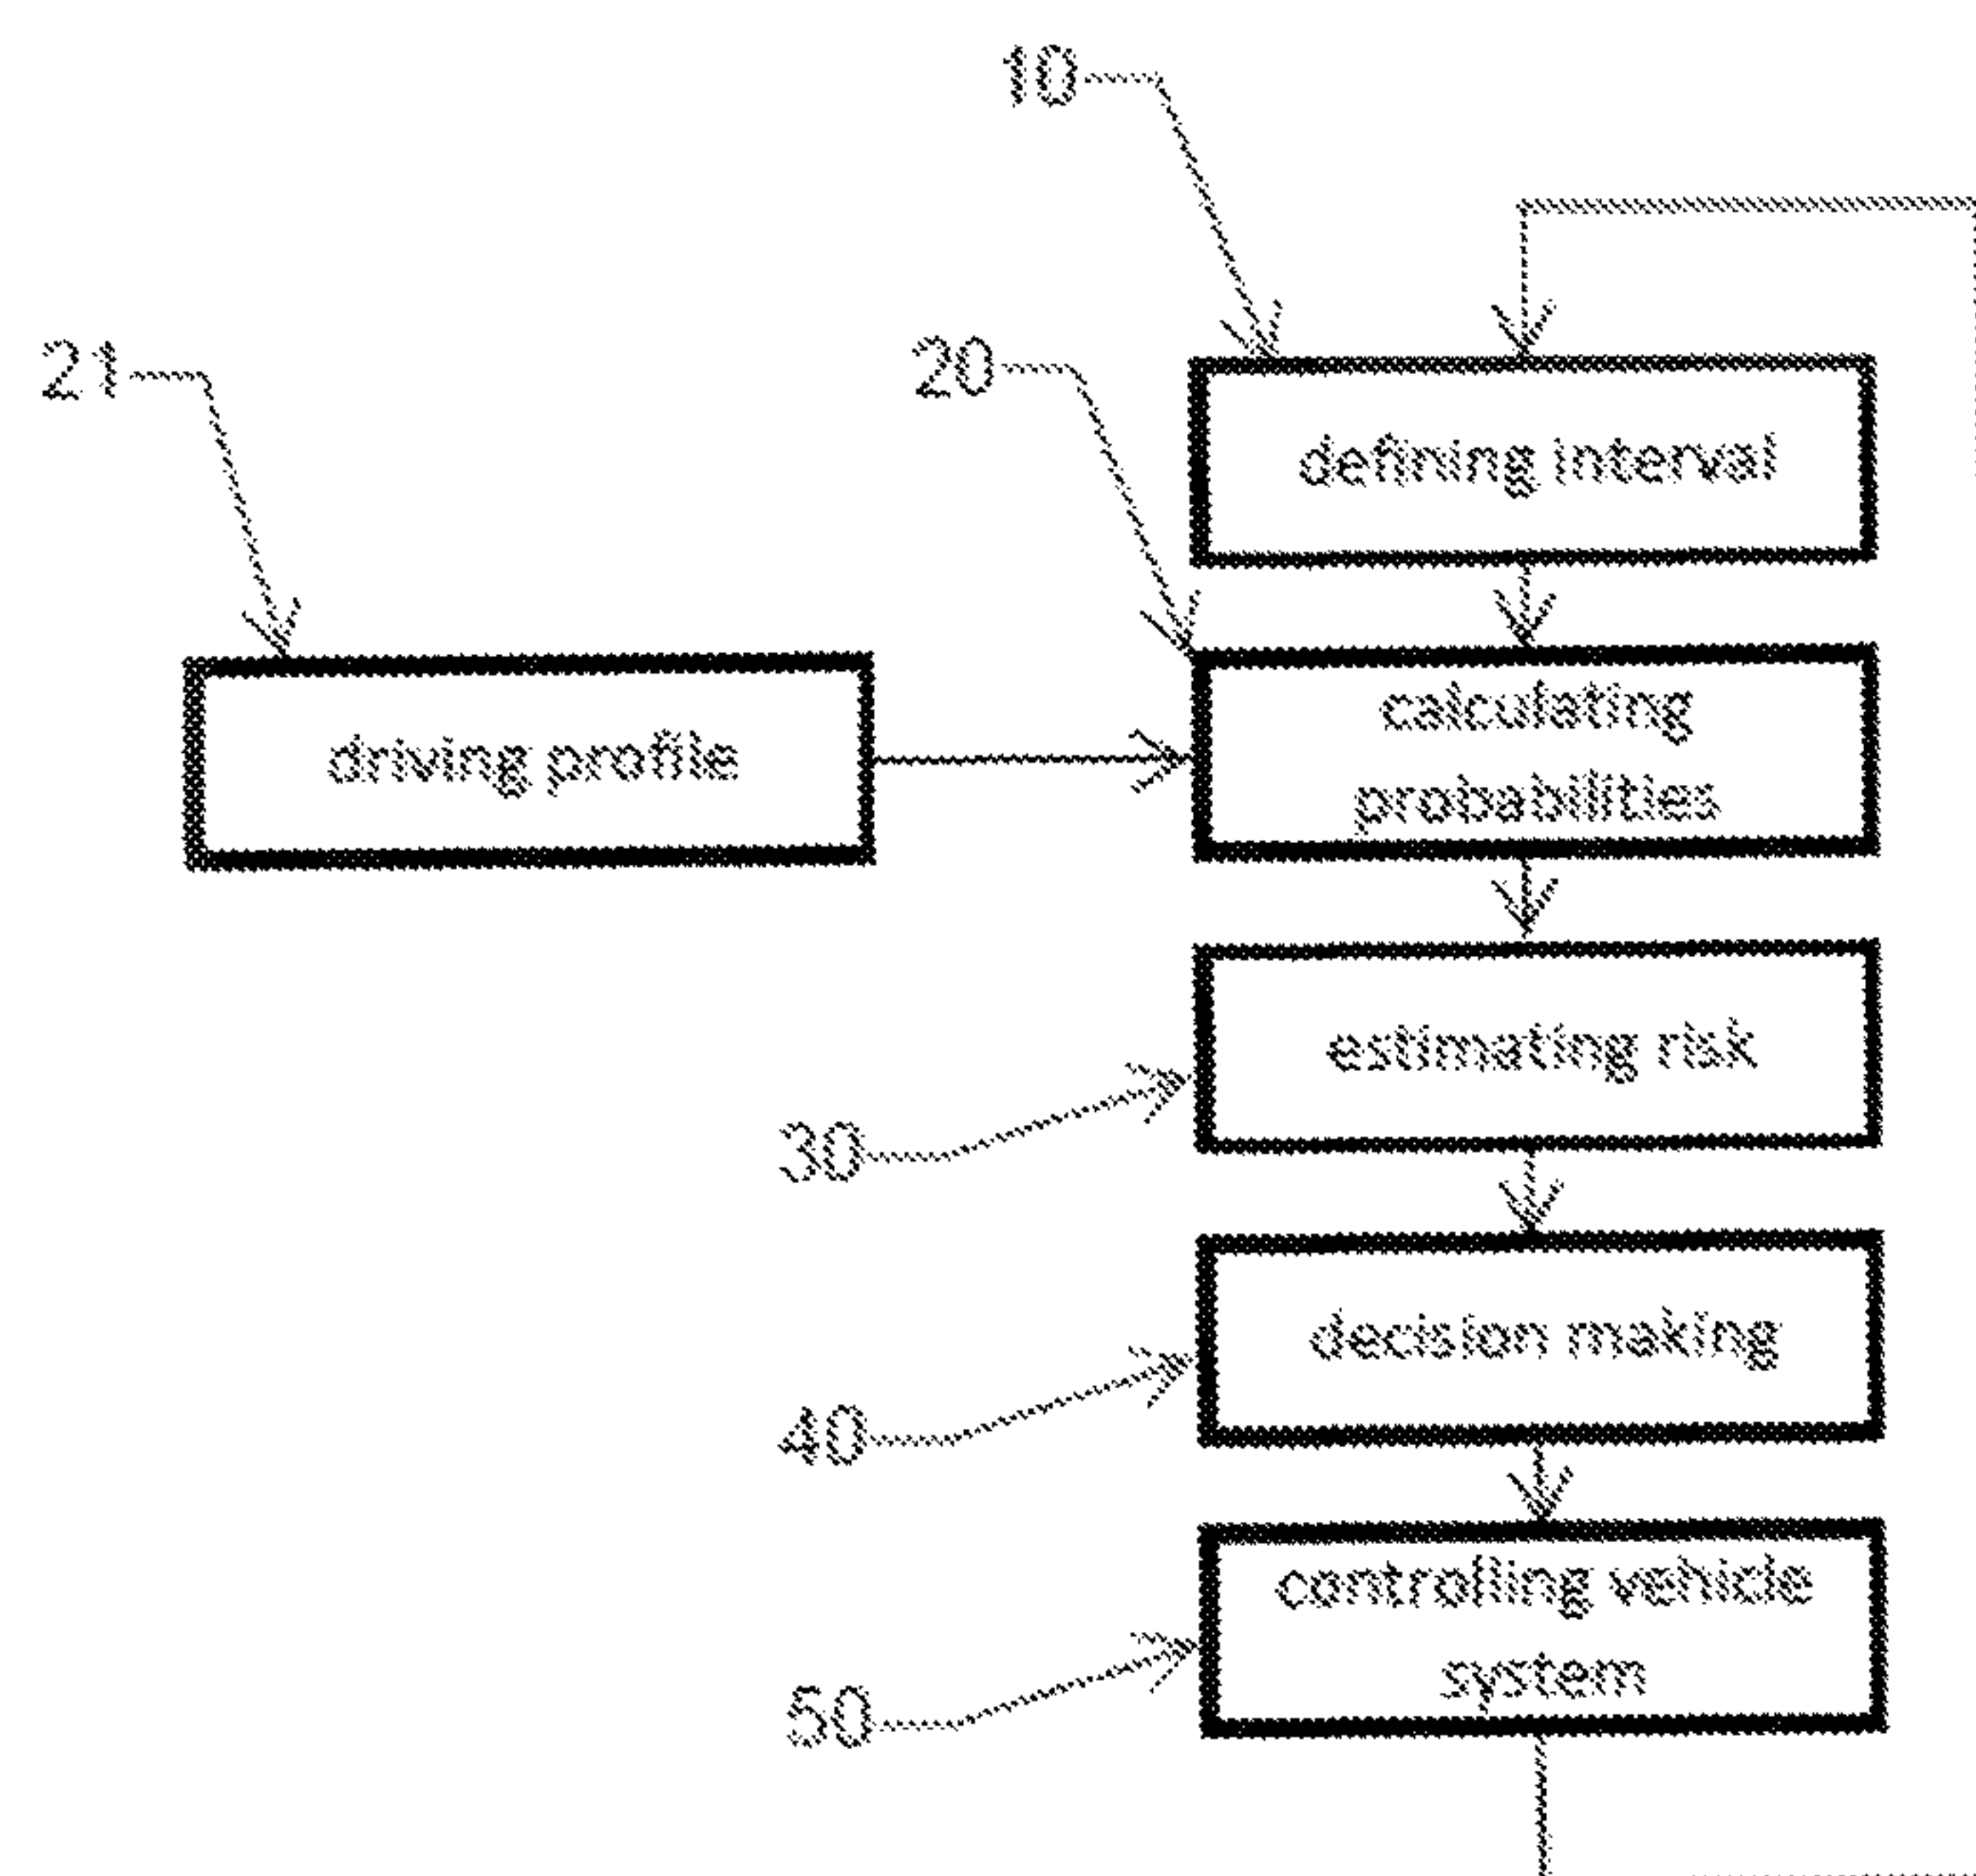 10
21
20
defining interval
driving profile
calculating
probabilities
estimating risk
30
decision making
40
controlling vehicle
system
50